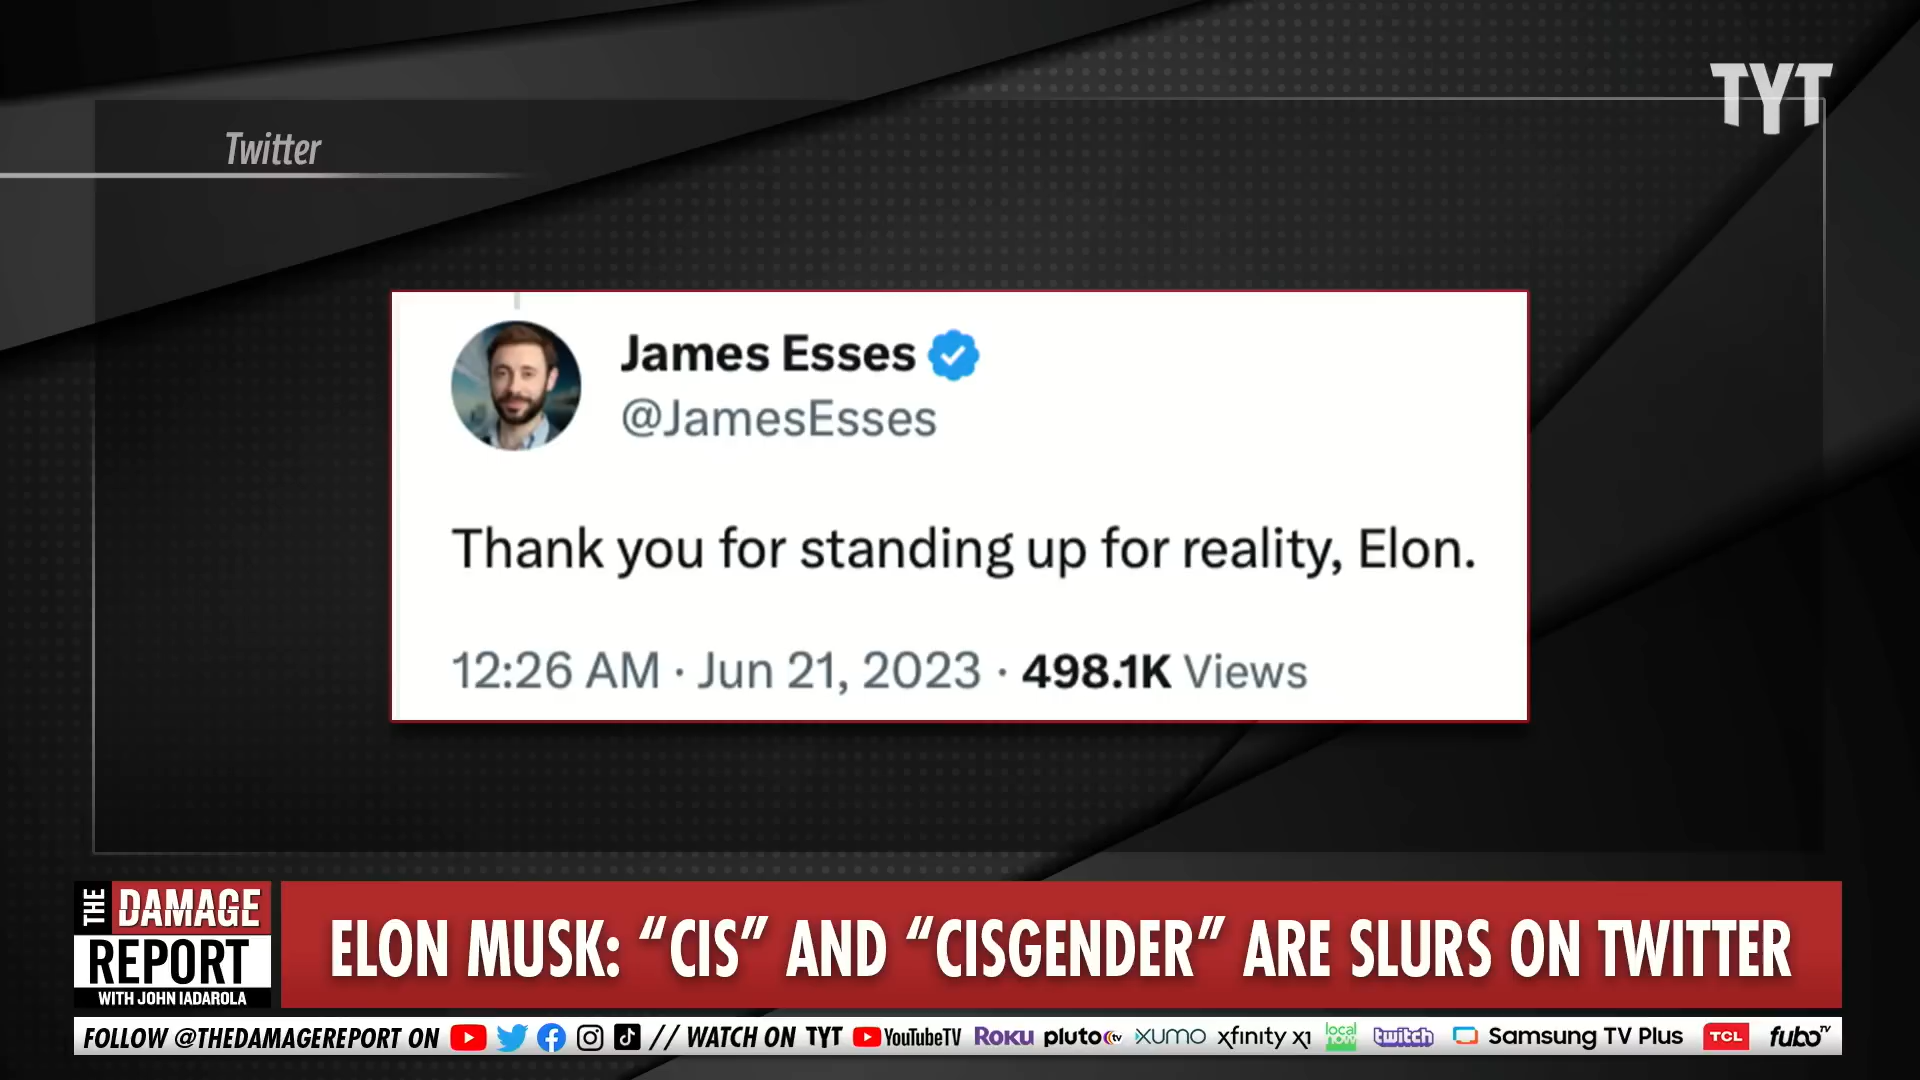 TYT
Twitter
James Esses
@JamesEsses
Thank you for standing up for reality, Elon.
12:26 AM · Jun 21, 2023 · 498.1K Views
THE DAMAGE
REPORT
WITH JOHN IADAROLA
ELON MUSK: “CIS” AND “CISGENDER” ARE SLURS ON TWITTER
FOLLOW @THEDAMAGEREPORT ON // WATCH ON TYT YouTubeTV ROKU pluto tv XUMO xfinity x1 local now twitch Samsung TV Plus TCL fubo TV